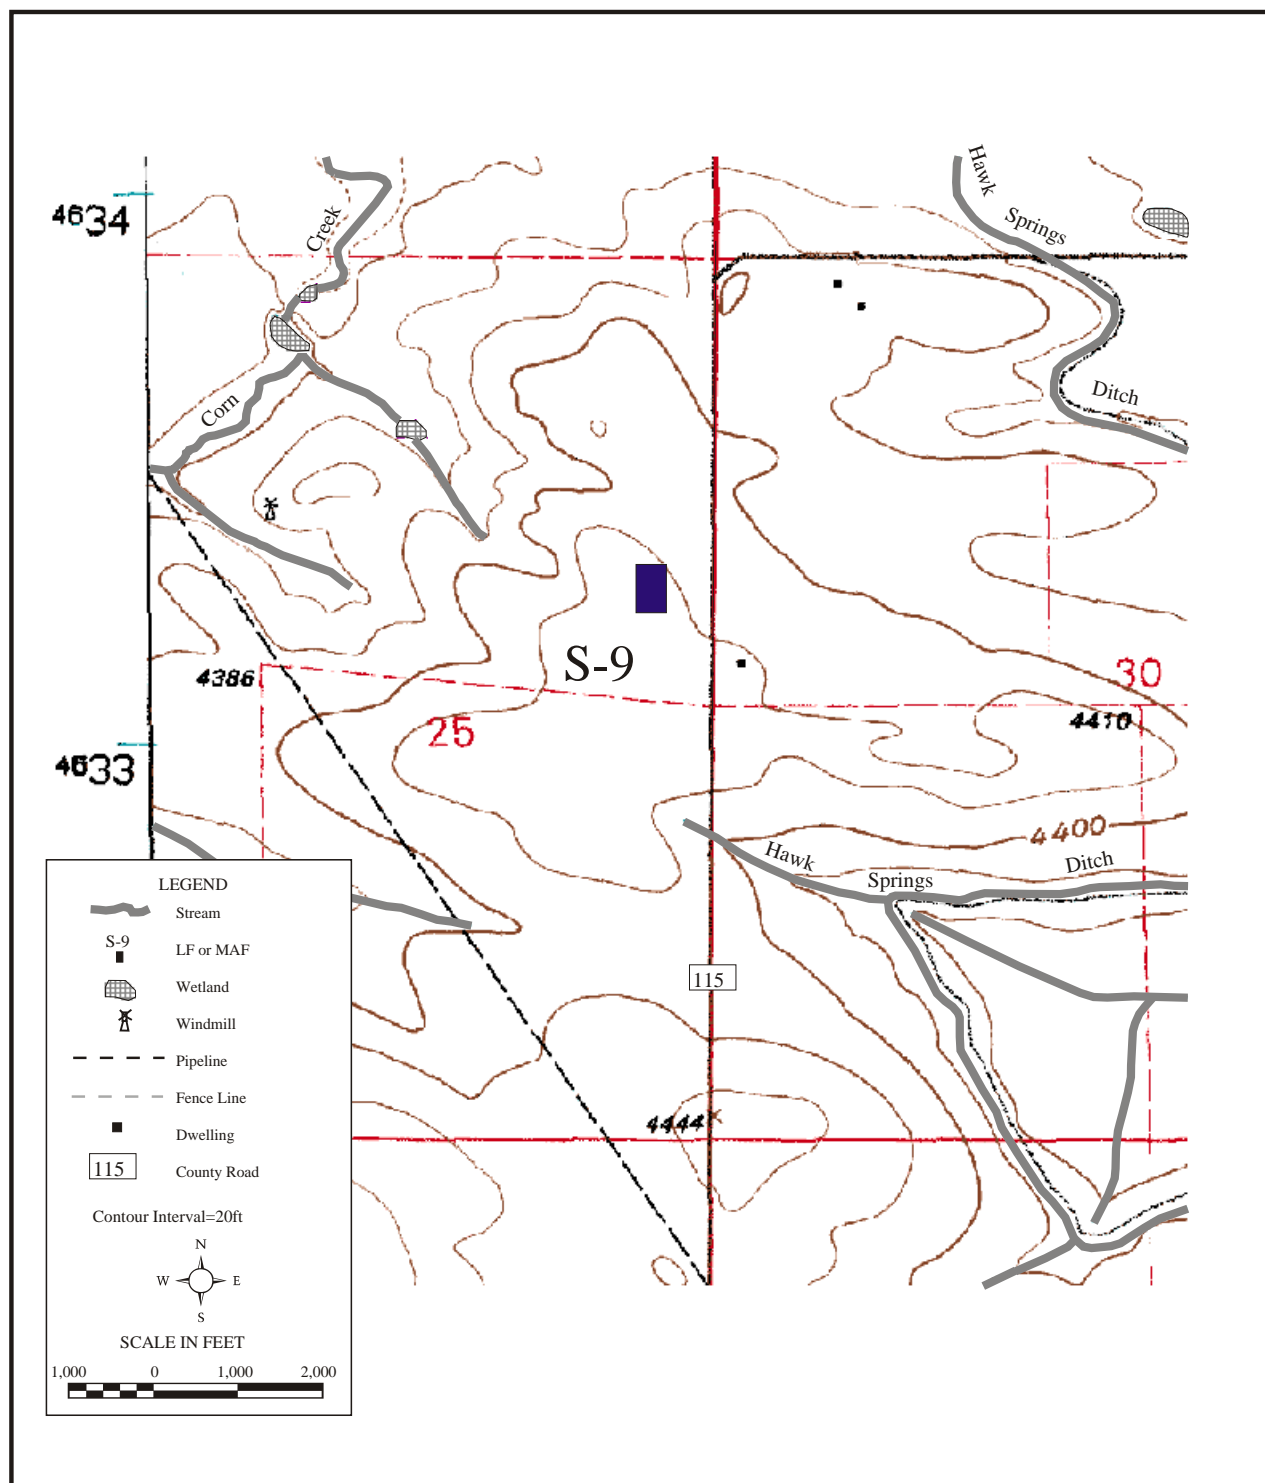 Hawk
Springs
Ditch
4634
Creek
Corn
S-9
4386
25
30
4410
4633
4400
Hawk
Springs
Ditch
115
4444
LEGEND
Stream
S-9
LF or MAF
Wetland
Windmill
Pipeline
Fence Line
Dwelling
115
County Road
Contour Interval=20ft
N
W E
S
SCALE IN FEET
1,000 0 1,000 2,000